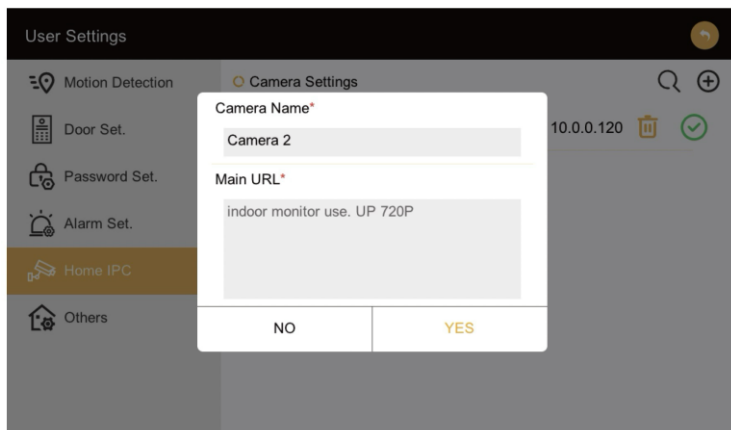 User Settings
Motion Detection
Camera Settings
Camera Name*
Door Set.
Camera 2
10.0.0.120
Password Set.
Main URL*
indoor monitor use. UP 720P
Alarm Set.
Home IPC
Others
NO
YES